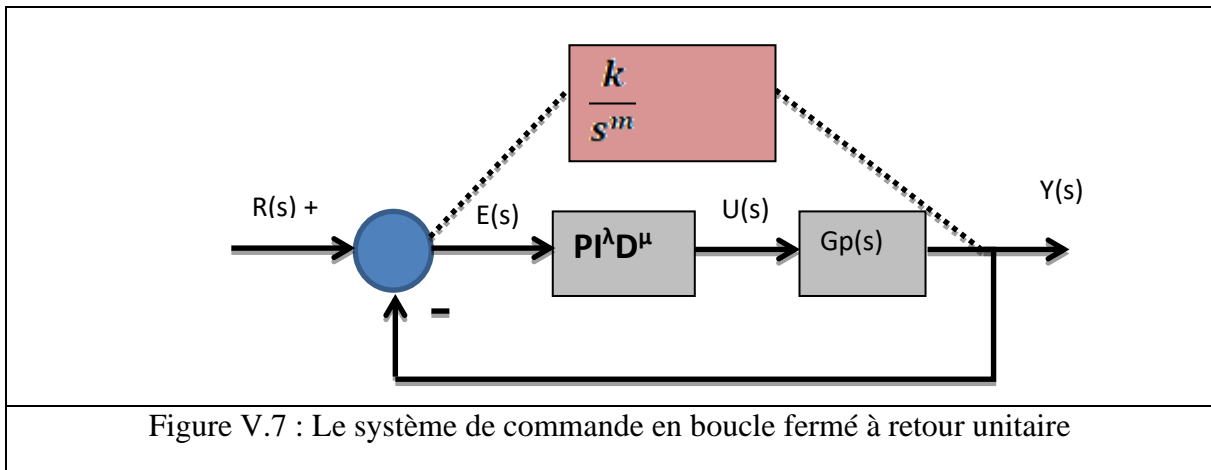 k
s^m
R(s) +
E(s)
PI^λD^μ
U(s)
Gp(s)
Y(s)
-
Figure V.7 : Le système de commande en boucle fermé à retour unitaire